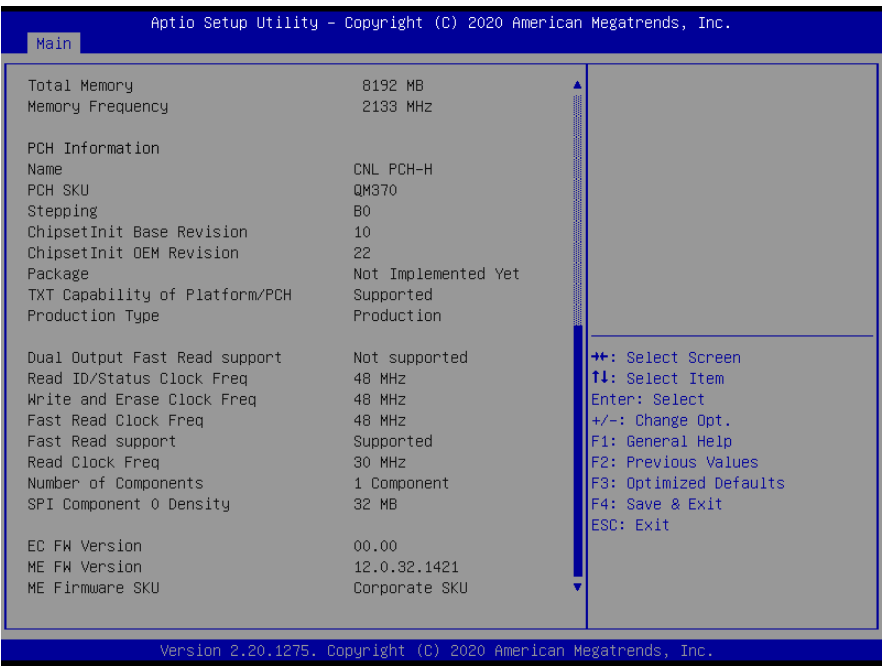 Aptio Setup Utility – Copyright (C) 2020 American Megatrends, Inc.
Main
Total Memory 8192 MB
Memory Frequency 2133 MHz
PCH Information
Name CNL PCH-H
PCH SKU QM370
Stepping B0
ChipsetInit Base Revision 10
ChipsetInit OEM Revision 22
Package Not Implemented Yet
TXT Capability of Platform/PCH Supported
Production Type Production
Dual Output Fast Read support Not supported
Read ID/Status Clock Freq 48 MHz
Write and Erase Clock Freq 48 MHz
Fast Read Clock Freq 48 MHz
Fast Read support Supported
Read Clock Freq 30 MHz
Number of Components 1 Component
SPI Component 0 Density 32 MB
EC FW Version 00.00
ME FW Version 12.0.32.1421
ME Firmware SKU Corporate SKU
→←: Select Screen
↑↓: Select Item
Enter: Select
+/-: Change Opt.
F1: General Help
F2: Previous Values
F3: Optimized Defaults
F4: Save & Exit
ESC: Exit
Version 2.20.1275. Copyright (C) 2020 American Megatrends, Inc.